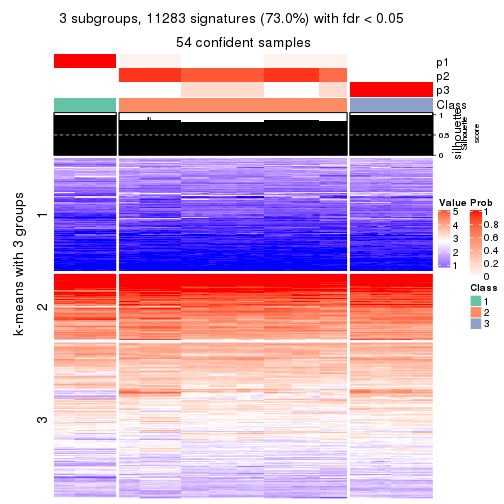 3 subgroups, 11283 signatures (73.0%) with fdr < 0.05
54 confident samples
p1
p2
p3
Class
1
0.5
0
silhouette
Silhouette
score
k-means with 3 groups
1
2
3
Value
5
4
3
2
1
Prob
1
0.8
0.6
0.4
0.2
0
Class
1
2
3